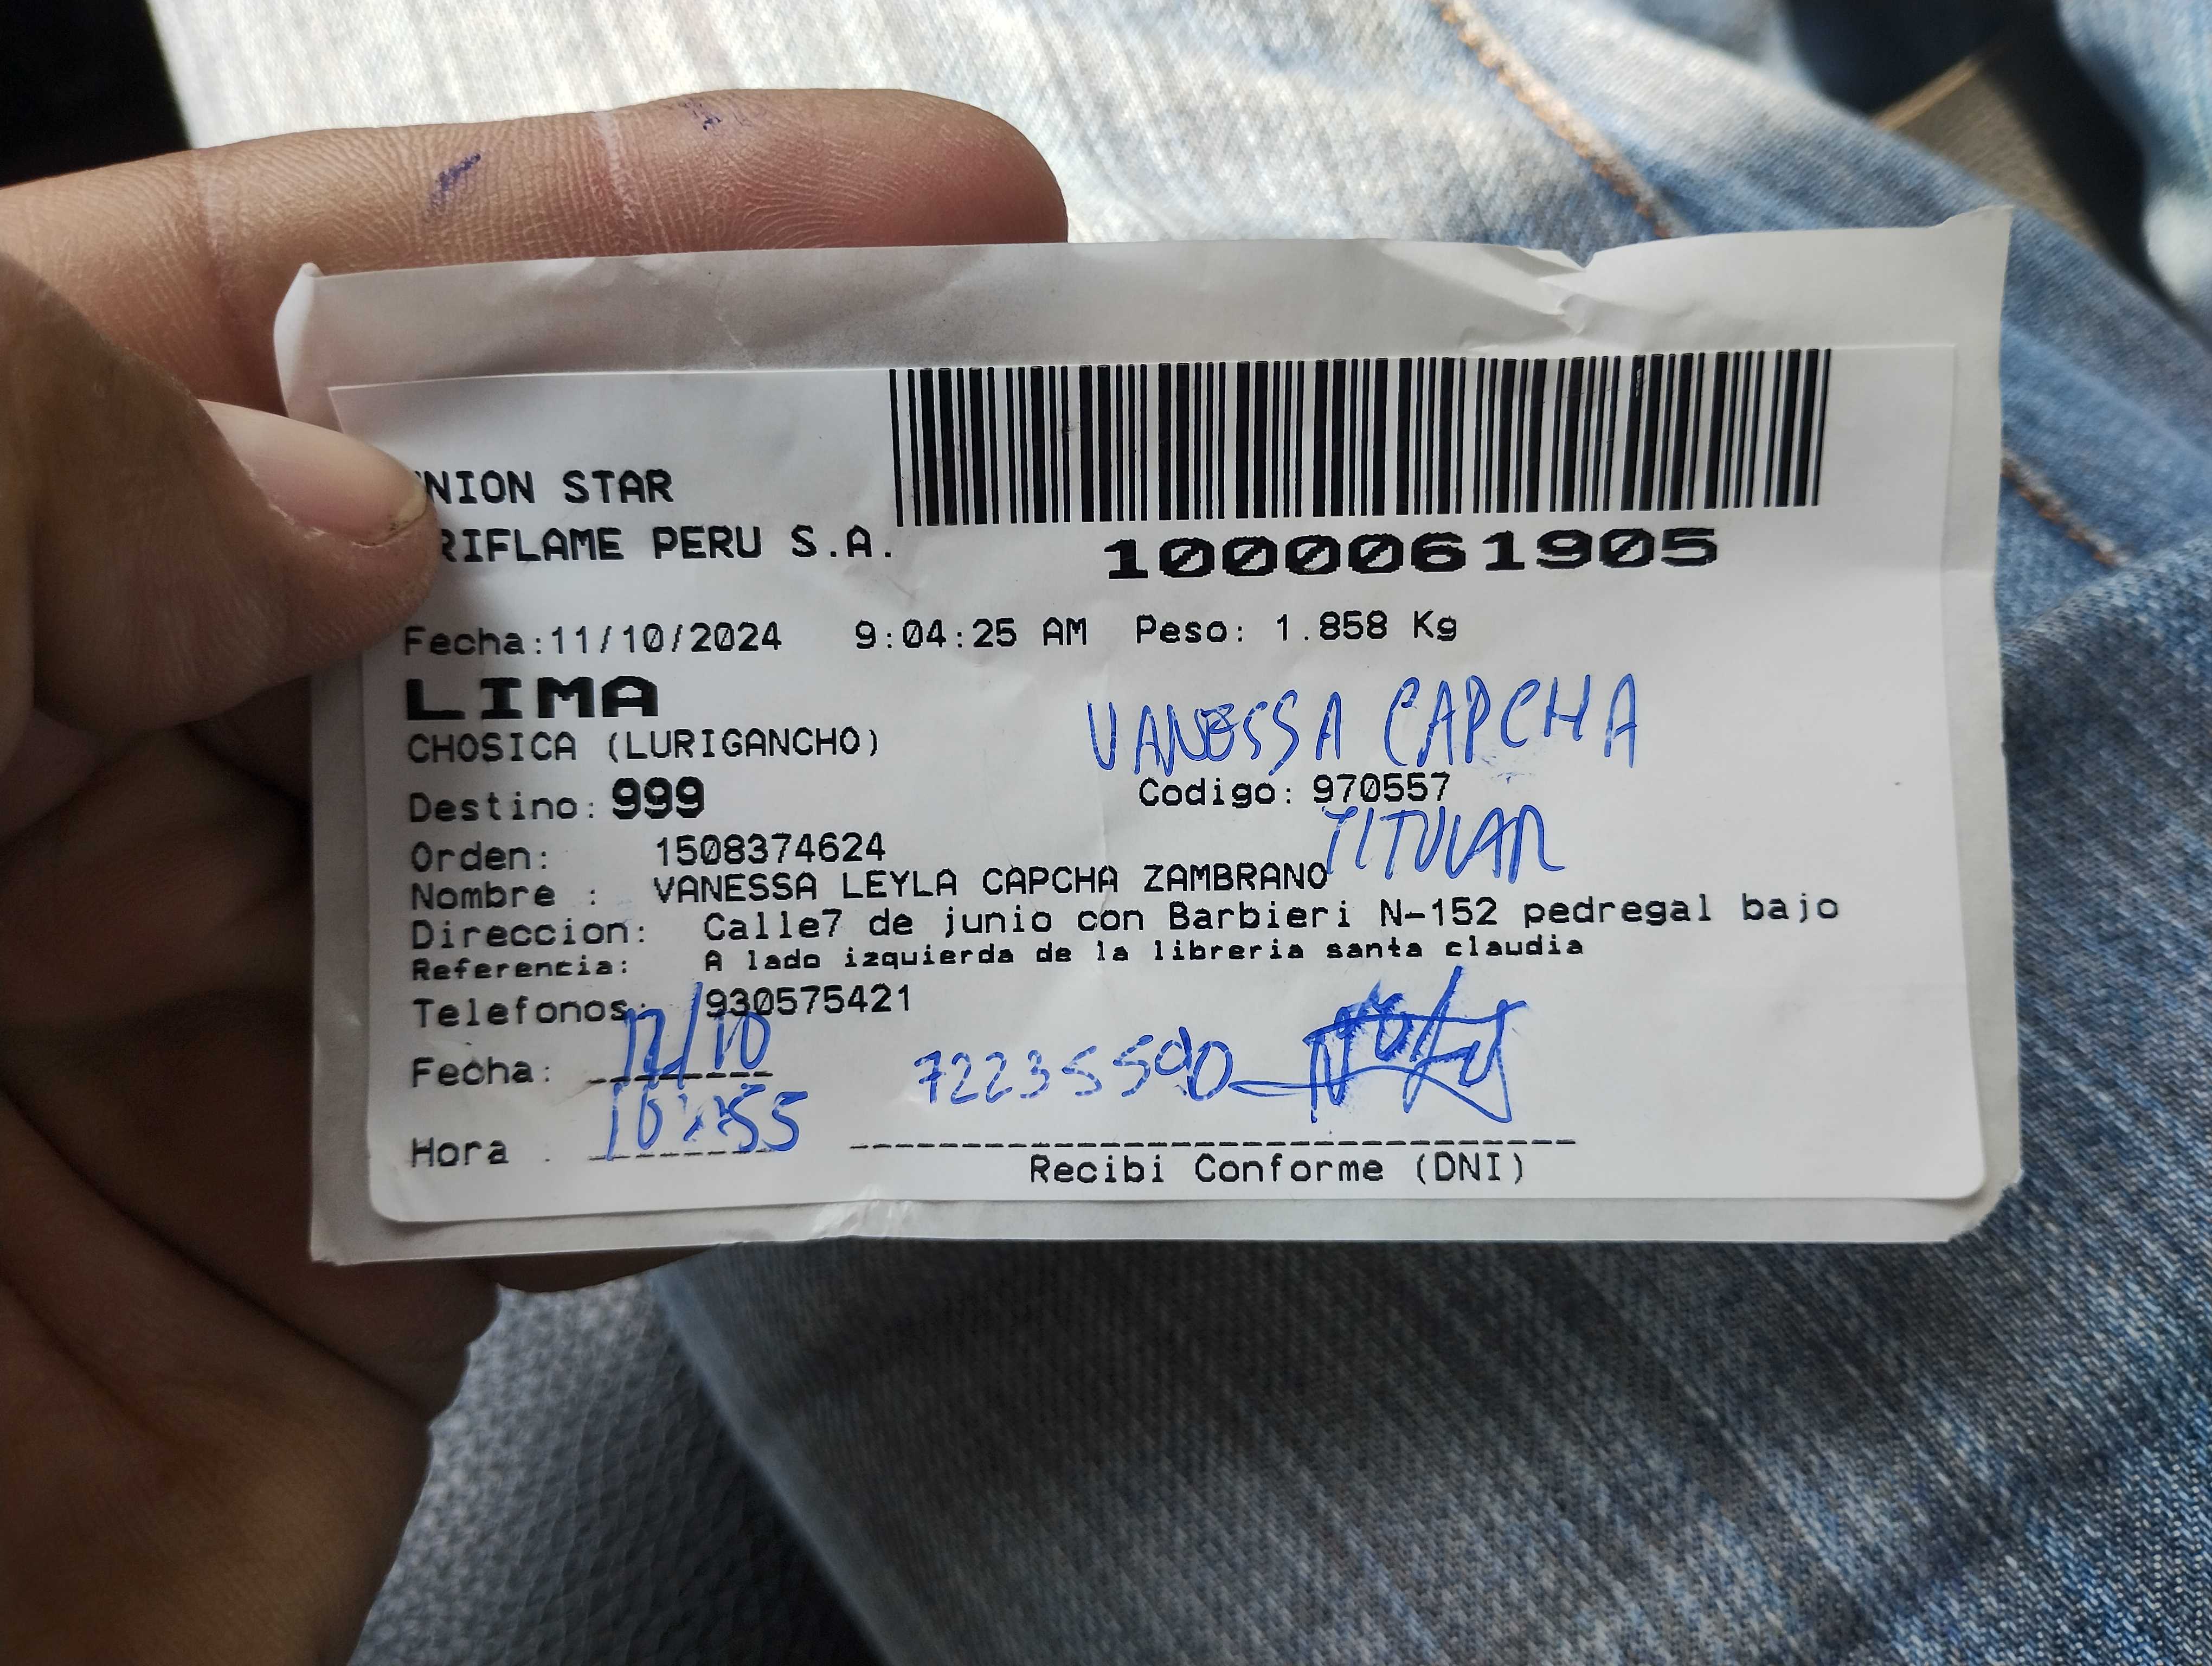 NION STAR
RIFLAME PERU S.A.
1000061905
Fecha:11/10/2024 9:04:25 AM Peso: 1.858 Kg
LIMA
VANESSA CAPCHA
CHOSICA (LURIGANCHO)
Destino: 999 Codigo: 970557
TITULAR
Orden: 1508374624
Nombre : VANESSA LEYLA CAPCHA ZAMBRANO
Direccion: Calle7 de junio con Barbieri N-152 pedregal bajo
Referencia: A lado izquierda de la libreria santa claudia
Telefonos: /930575421
Fecha: 12/10 72235590
Hora : 10:55
Recibi Conforme (DNI)